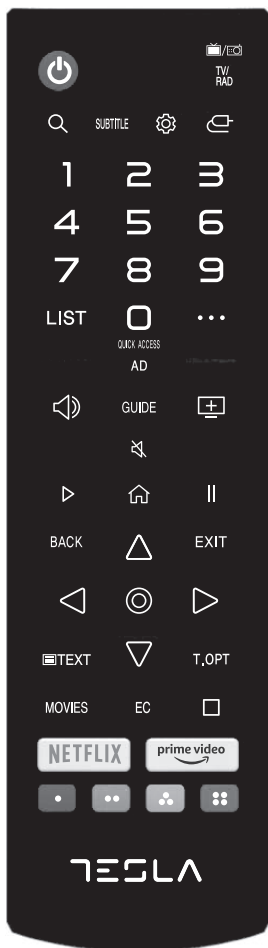 TV/
RAD
SUBTITLE
1 2 3
4 5 6
7 8 9
LIST 0 ...
QUICK ACCESS
AD
GUIDE
BACK EXIT
TEXT T.OPT
MOVIES EC
NETFLIX prime video
TESLA